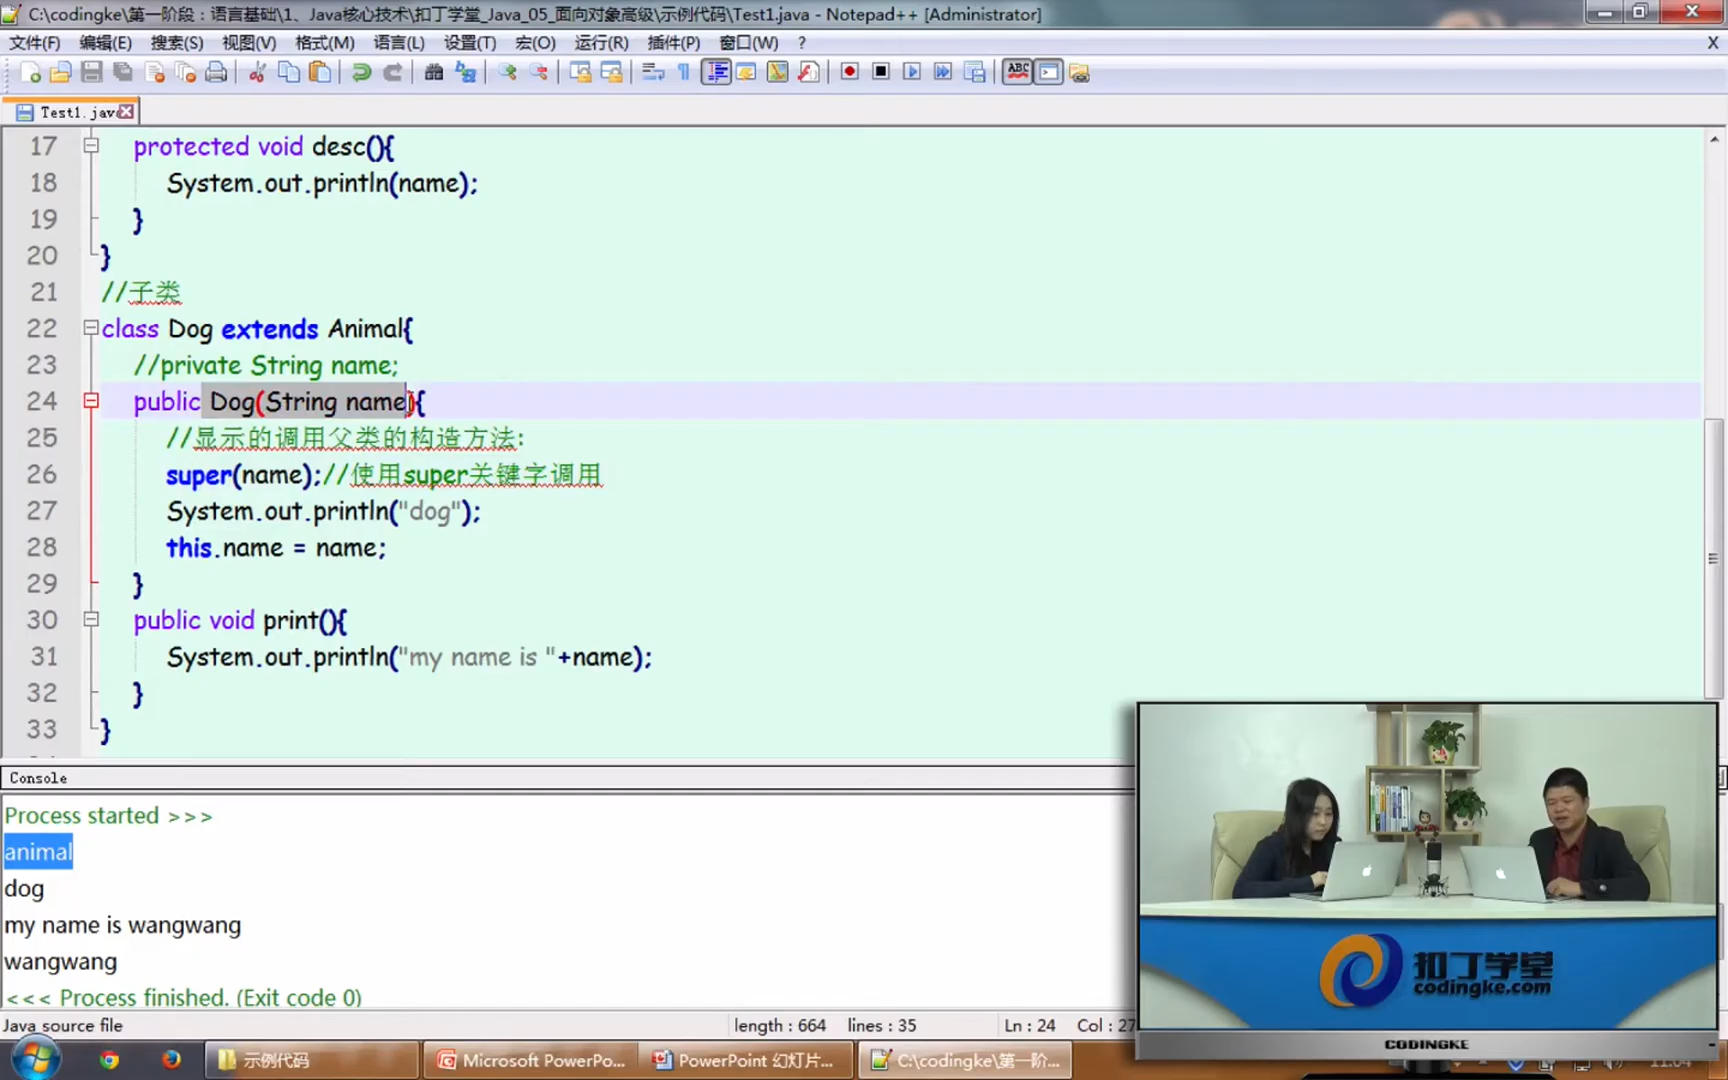 C:\codingke\第一阶段：语言基础\1、Java核心技术\扣丁学堂_Java_05_面向对象高级\示例代码\Test1.java - Notepad++ [Administrator]
文件(F) 编辑(E) 搜索(S) 视图(V) 格式(M) 语言(L) 设置(T) 宏(O) 运行(R) 插件(P) 窗口(W) ? X
Test1.java
17 protected void desc(){
18 System.out.println(name);
19 }
20 }
21 //子类
22 class Dog extends Animal{
23 //private String name;
24 public Dog(String name){
25 //显示的调用父类的构造方法:
26 super(name);//使用super关键字调用
27 System.out.println("dog");
28 this.name = name;
29 }
30 public void print(){
31 System.out.println("my name is "+name);
32 }
33 }
Console
Process started >>>
animal
dog
my name is wangwang
wangwang
<<< Process finished. (Exit code 0)
扣丁学堂
codingke.com
CODINGKE
Java source file length : 664 lines : 35 Ln : 24 Col : 27
示例代码 Microsoft PowerPo... PowerPoint 幻灯片... C:\codingke\第一阶...